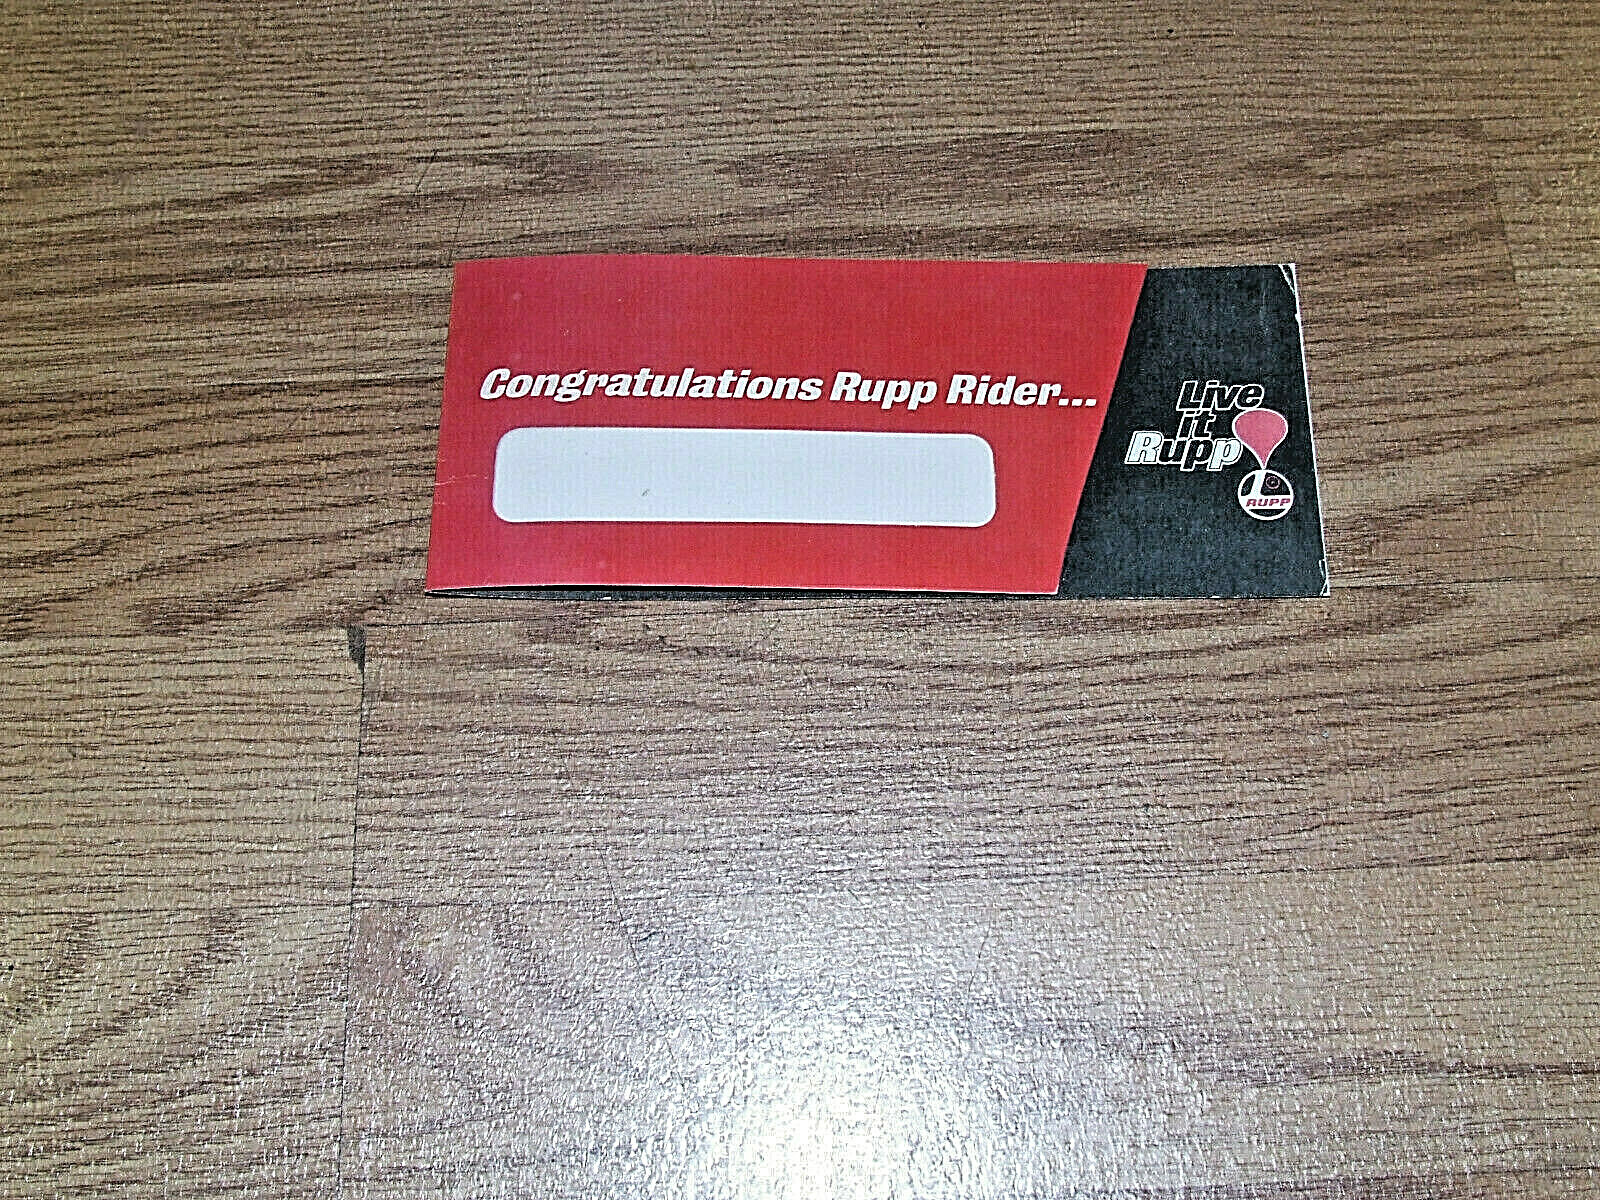 Congratulations Rupp Rider...
Live
it
Rupp
RUPP